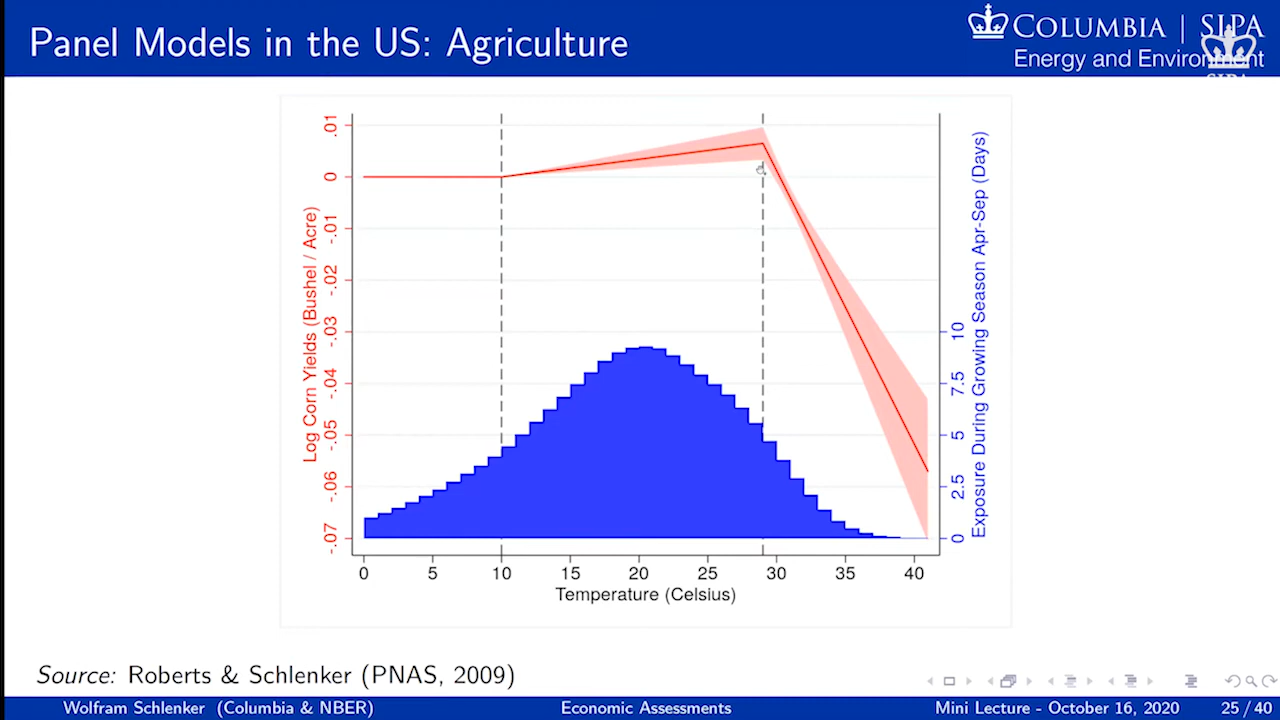 Panel Models in the US: Agriculture
COLUMBIA | SIPA
Energy and Environment
SIPA
.01
0
-.01
-.02
-.03
-.04
-.05
-.06
-.07
Log Corn Yields (Bushel / Acre)
10
7.5
5
2.5
0
Exposure During Growing Season Apr-Sep (Days)
0 5 10 15 20 25 30 35 40
Temperature (Celsius)
Source: Roberts & Schlenker (PNAS, 2009)
Wolfram Schlenker (Columbia & NBER) Economic Assessments Mini Lecture - October 16, 2020 25 / 40